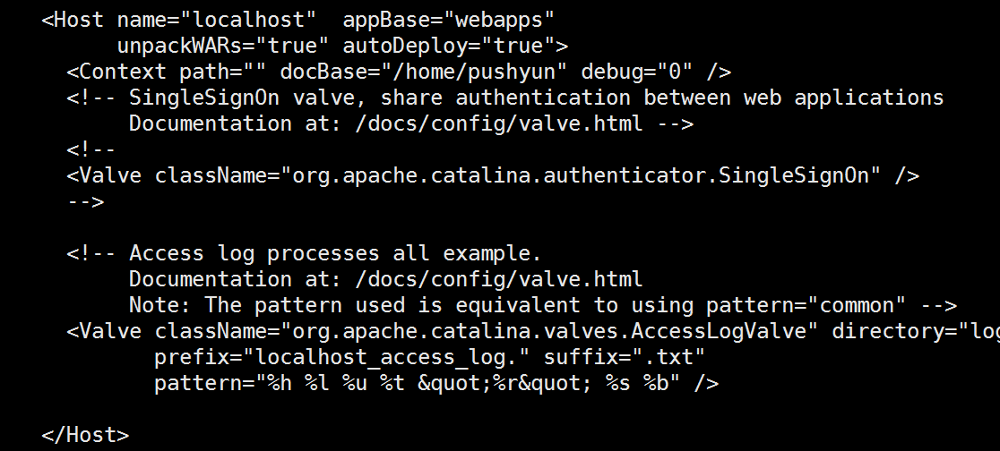 <Host name="localhost"  appBase="webapps"
      unpackWARs="true" autoDeploy="true">
  <Context path="" docBase="/home/pushyun" debug="0" />
  <!-- SingleSignOn valve, share authentication between web applications
       Documentation at: /docs/config/valve.html -->
  <!--
  <Valve className="org.apache.catalina.authenticator.SingleSignOn" />
  -->
  <!-- Access log processes all example.
       Documentation at: /docs/config/valve.html
       Note: The pattern used is equivalent to using pattern="common" -->
  <Valve className="org.apache.catalina.valves.AccessLogValve" directory="log
         prefix="localhost_access_log." suffix=".txt"
         pattern="%h %l %u %t &quot;%r&quot; %s %b" />
</Host>